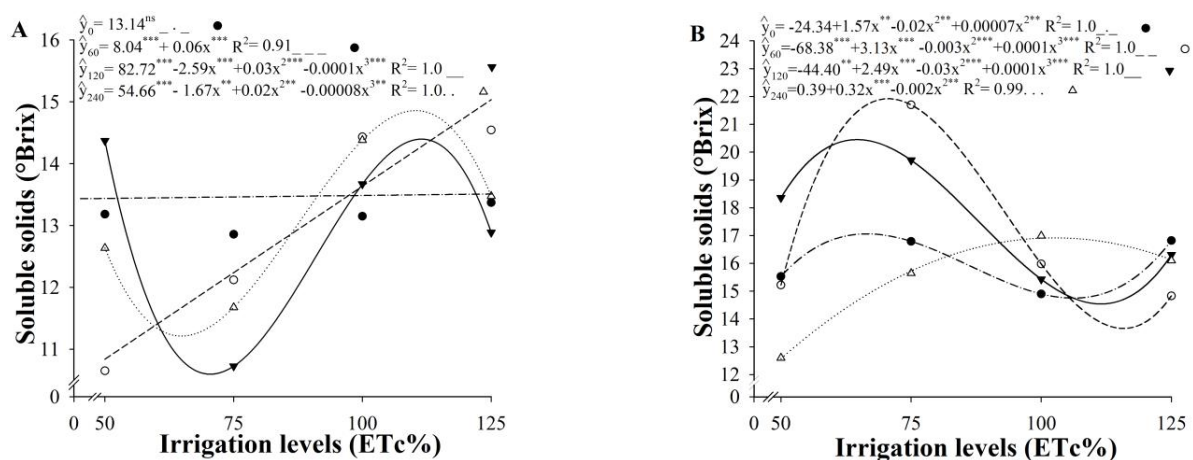 A
ŷ0= 13.14ns _ . _
ŷ60= 8.04***+ 0.06x*** R²= 0.91_ _ _
ŷ120= 82.72***-2.59x***+0.03x2***-0.0001x3*** R²= 1.0 __
ŷ240= 54.66***- 1.67x**+0.02x2**-0.00008x3** R²= 1.0. .
Soluble solids (°Brix)
16
15
14
13
12
11
10
0
0 50 75 100 125
Irrigation levels (ETc%)
B
ŷ0= -24.34+1.57x**-0.02x2**+0.00007x2** R²= 1.0 _._
ŷ60=-68.38***+3.13x***-0.003x2***+0.0001x3*** R²= 1.0_ _
ŷ120=-44.40**+2.49x***-0.03x2***+0.0001x3*** R²= 1.0__
ŷ240=0.39+0.32x***-0.002x2** R²= 0.99. . .
Soluble solids (°Brix)
24
23
22
21
20
19
18
17
16
15
14
13
12
0
0 50 75 100 125
Irrigation levels (ETc%)